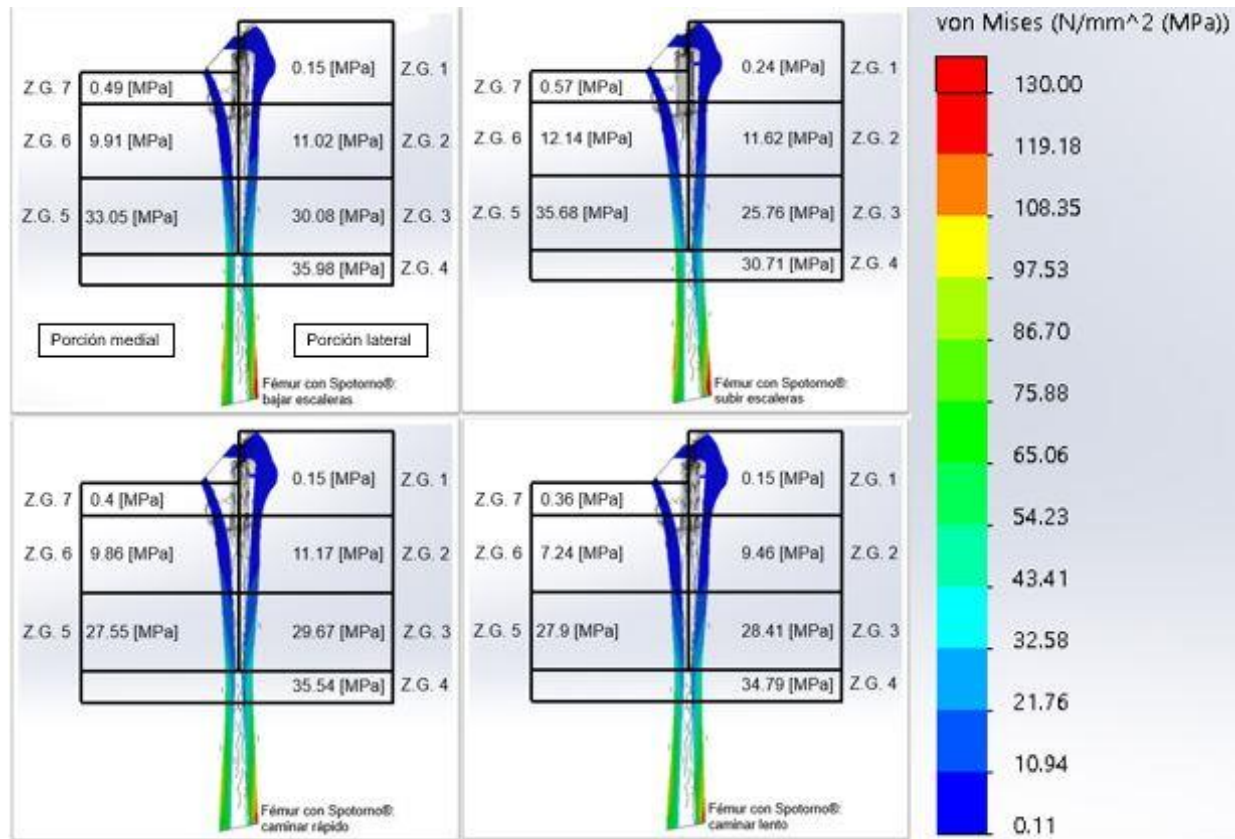 von Mises (N/mm^2 (MPa))
130.00
119.18
108.35
97.53
86.70
75.88
65.06
54.23
43.41
32.58
21.76
10.94
0.11
0.15 [MPa] Z.G. 1
Z.G. 7 0.49 [MPa]
Z.G. 6 9.91 [MPa] 11.02 [MPa] Z.G. 2
Z.G. 5 33.05 [MPa] 30.08 [MPa] Z.G. 3
35.98 [MPa] Z.G. 4
Porción medial Porción lateral
Fémur con Spotorno®:
bajar escaleras
0.24 [MPa] Z.G. 1
Z.G. 7 0.57 [MPa]
Z.G. 6 12.14 [MPa] 11.62 [MPa] Z.G. 2
Z.G. 5 35.68 [MPa] 25.76 [MPa] Z.G. 3
30.71 [MPa] Z.G. 4
Fémur con Spotorno®:
subir escaleras
0.15 [MPa] Z.G. 1
Z.G. 7 0.4 [MPa]
Z.G. 6 9.86 [MPa] 11.17 [MPa] Z.G. 2
Z.G. 5 27.55 [MPa] 29.67 [MPa] Z.G. 3
35.54 [MPa] Z.G. 4
Fémur con Spotorno®:
caminar rápido
0.15 [MPa] Z.G. 1
Z.G. 7 0.36 [MPa]
Z.G. 6 7.24 [MPa] 9.46 [MPa] Z.G. 2
Z.G. 5 27.9 [MPa] 28.41 [MPa] Z.G. 3
34.79 [MPa] Z.G. 4
Fémur con Spotorno®:
caminar lento